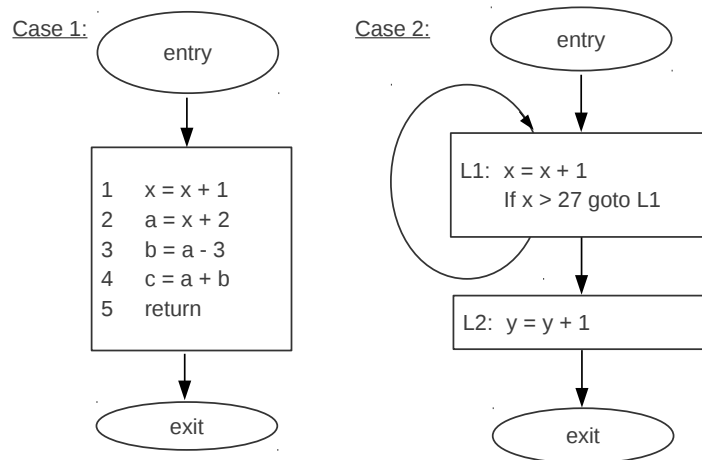 Case 1:
entry
1 x = x + 1
2 a = x + 2
3 b = a - 3
4 c = a + b
5 return
exit
Case 2:
entry
L1: x = x + 1
If x > 27 goto L1
L2: y = y + 1
exit